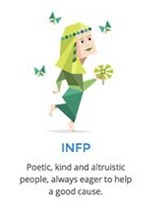 INFP
Poetic, kind and altruistic
people, always eager to help
a good cause.